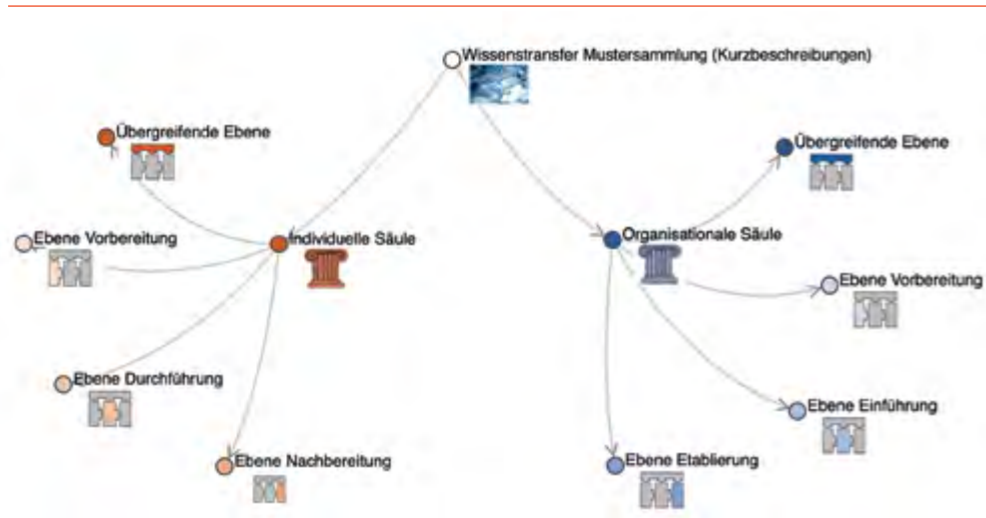 Wissenstransfer Mustersammlung (Kurzbeschreibungen)
Übergreifende Ebene
Ebene Vorbereitung
Individuelle Säule
Ebene Durchführung
Ebene Nachbereitung
Übergreifende Ebene
Organisationale Säule
Ebene Vorbereitung
Ebene Einführung
Ebene Etablierung